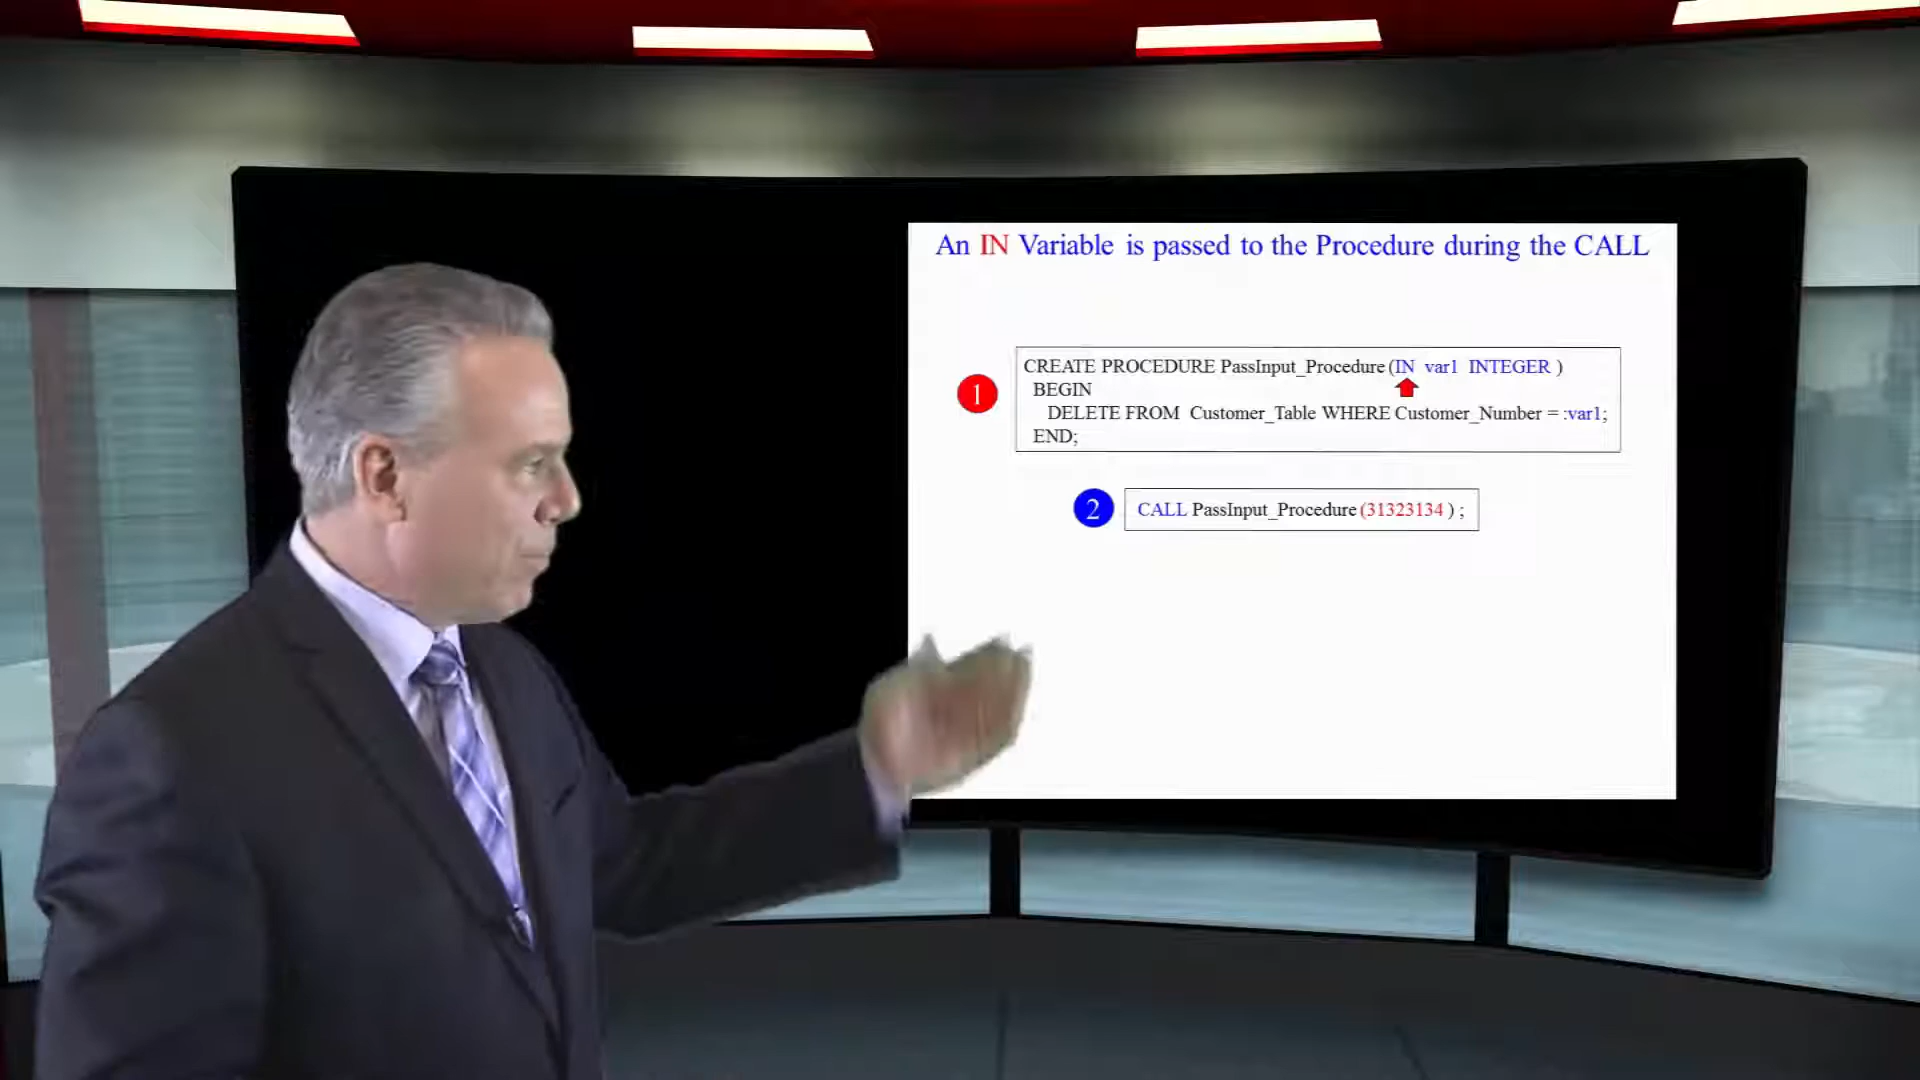 An IN Variable is passed to the Procedure during the CALL
1
CREATE PROCEDURE PassInput_Procedure (IN var1 INTEGER )
BEGIN
DELETE FROM Customer_Table WHERE Customer_Number = :var1;
END;
2
CALL PassInput_Procedure (31323134 ) ;